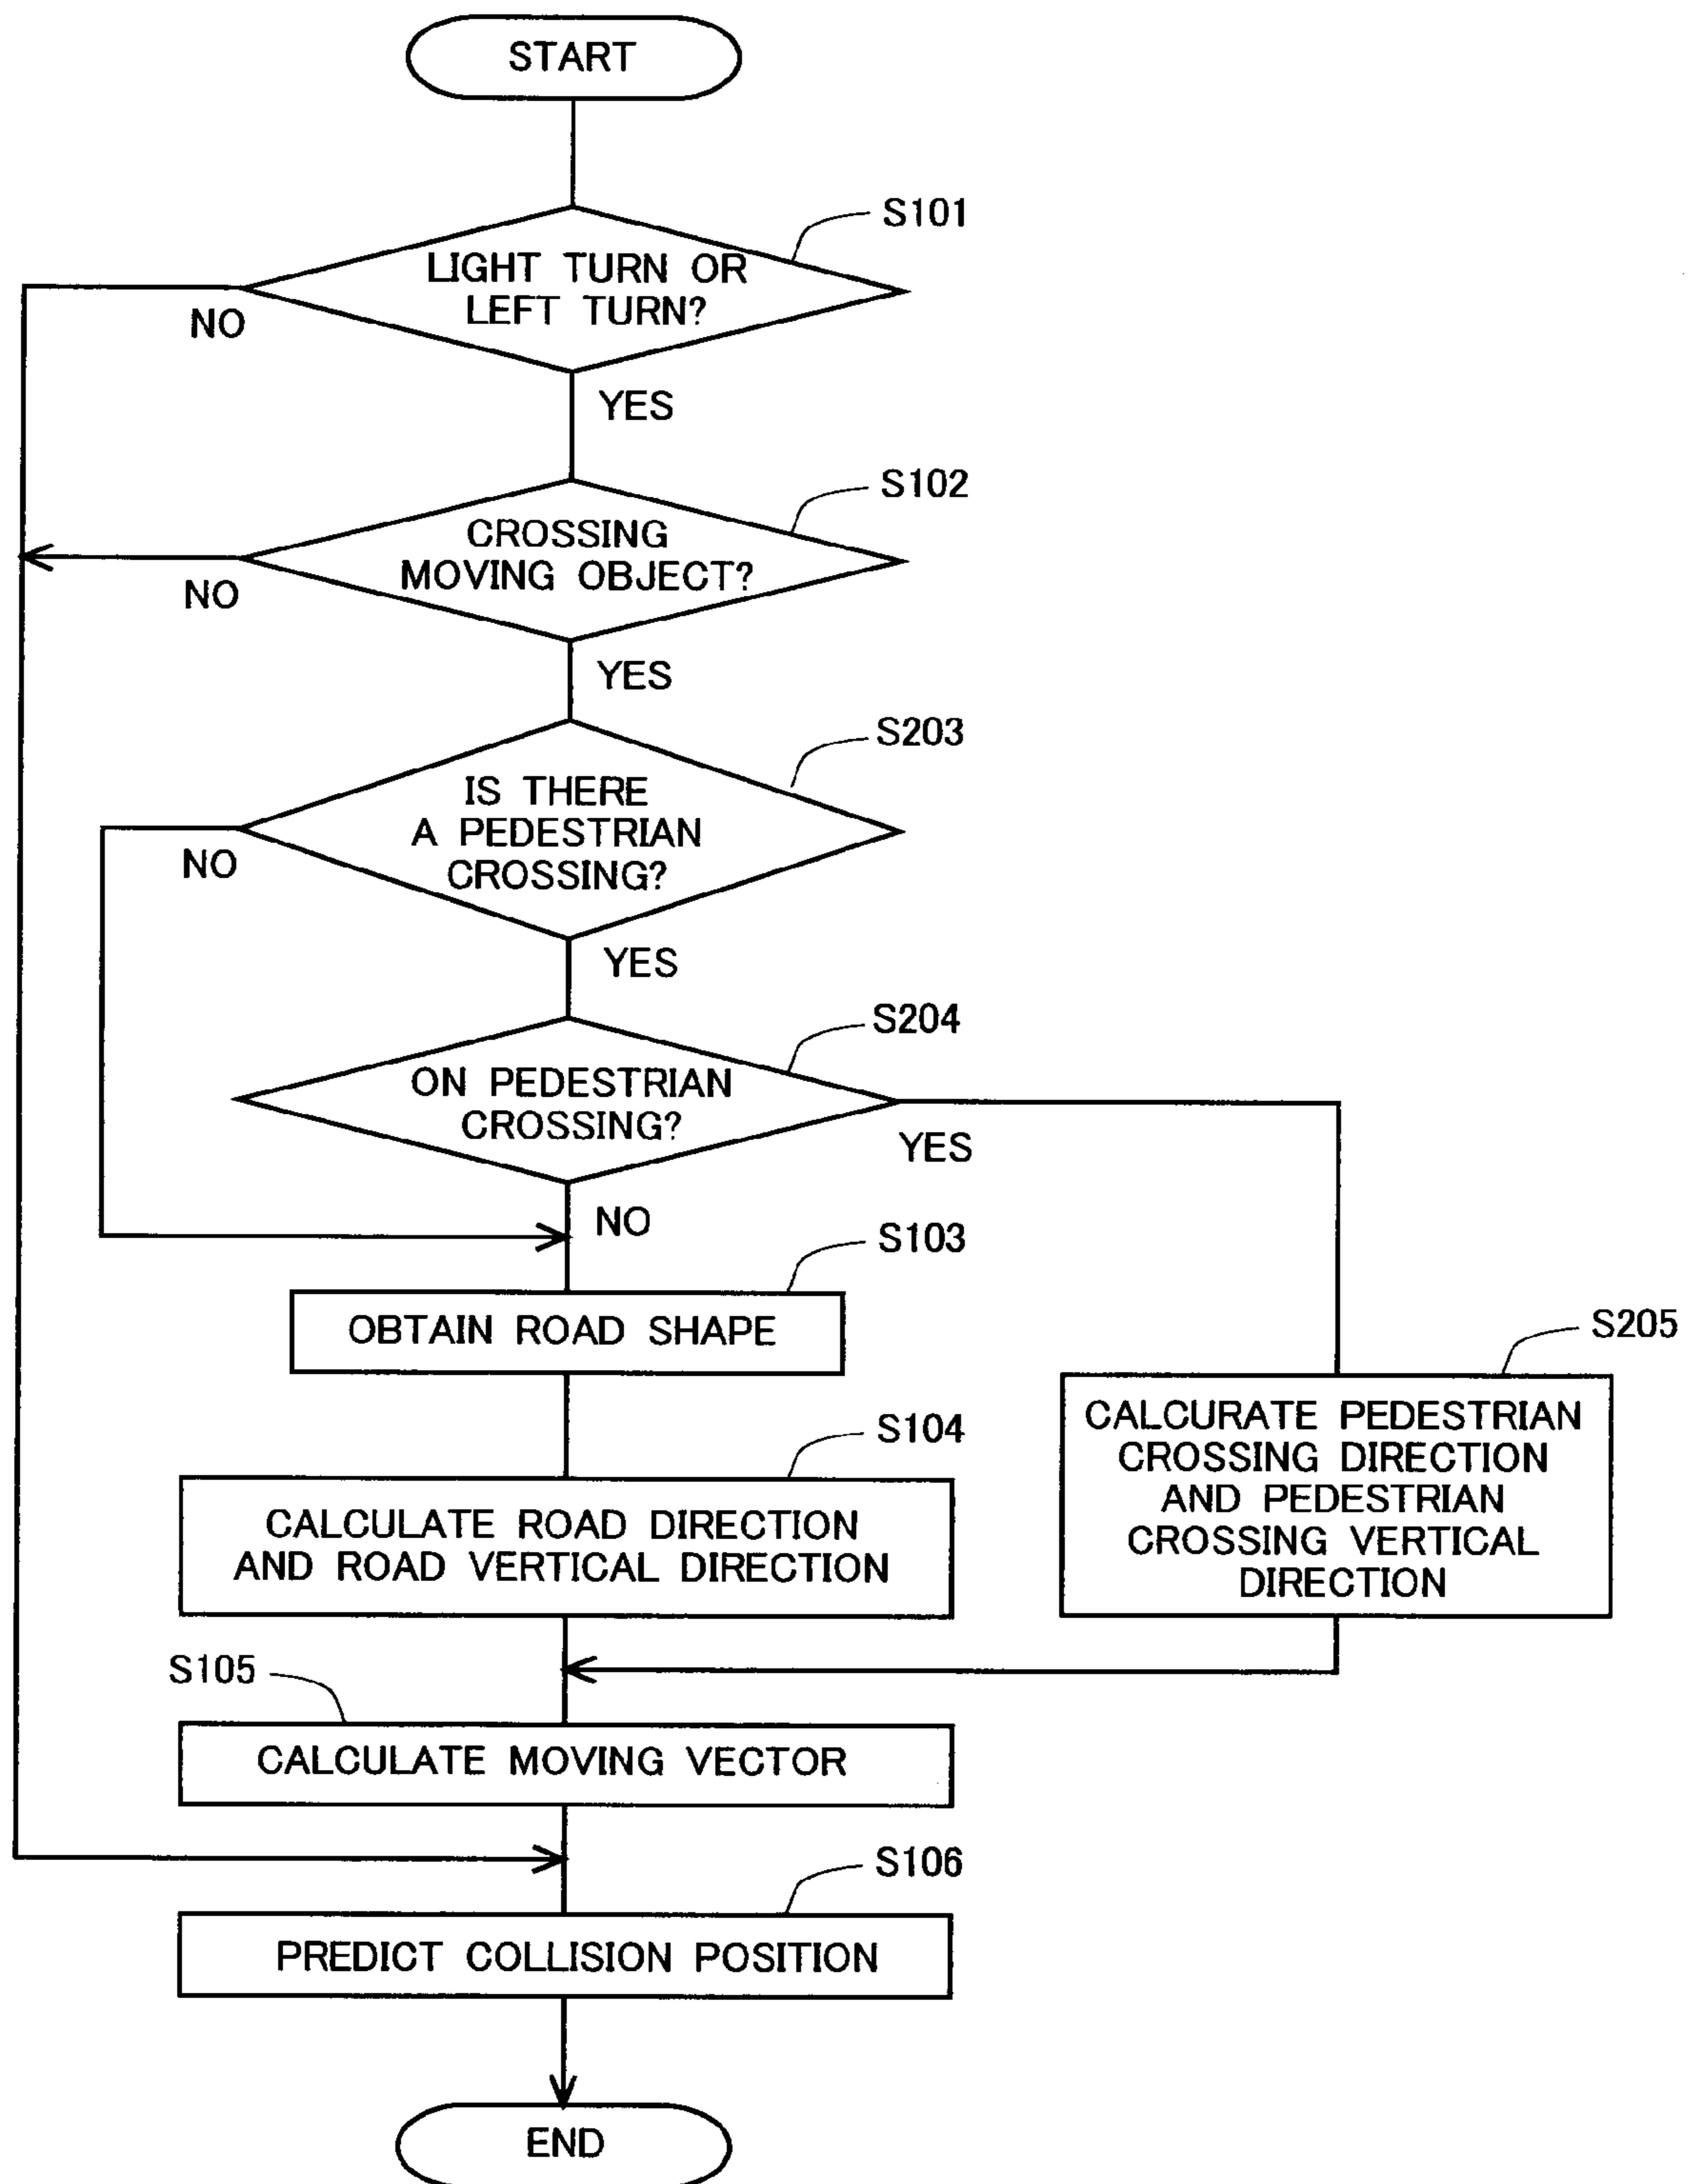 START
S101
LIGHT TURN OR
LEFT TURN?
NO
YES
S102
CROSSING
MOVING OBJECT?
NO
YES
S203
IS THERE
A PEDESTRIAN
CROSSING?
NO
YES
S204
ON PEDESTRIAN
CROSSING?
YES
NO
S103
OBTAIN ROAD SHAPE
S205
CALCURATE PEDESTRIAN
CROSSING DIRECTION
AND PEDESTRIAN
CROSSING VERTICAL
DIRECTION
S104
CALCULATE ROAD DIRECTION
AND ROAD VERTICAL DIRECTION
S105
CALCULATE MOVING VECTOR
S106
PREDICT COLLISION POSITION
END